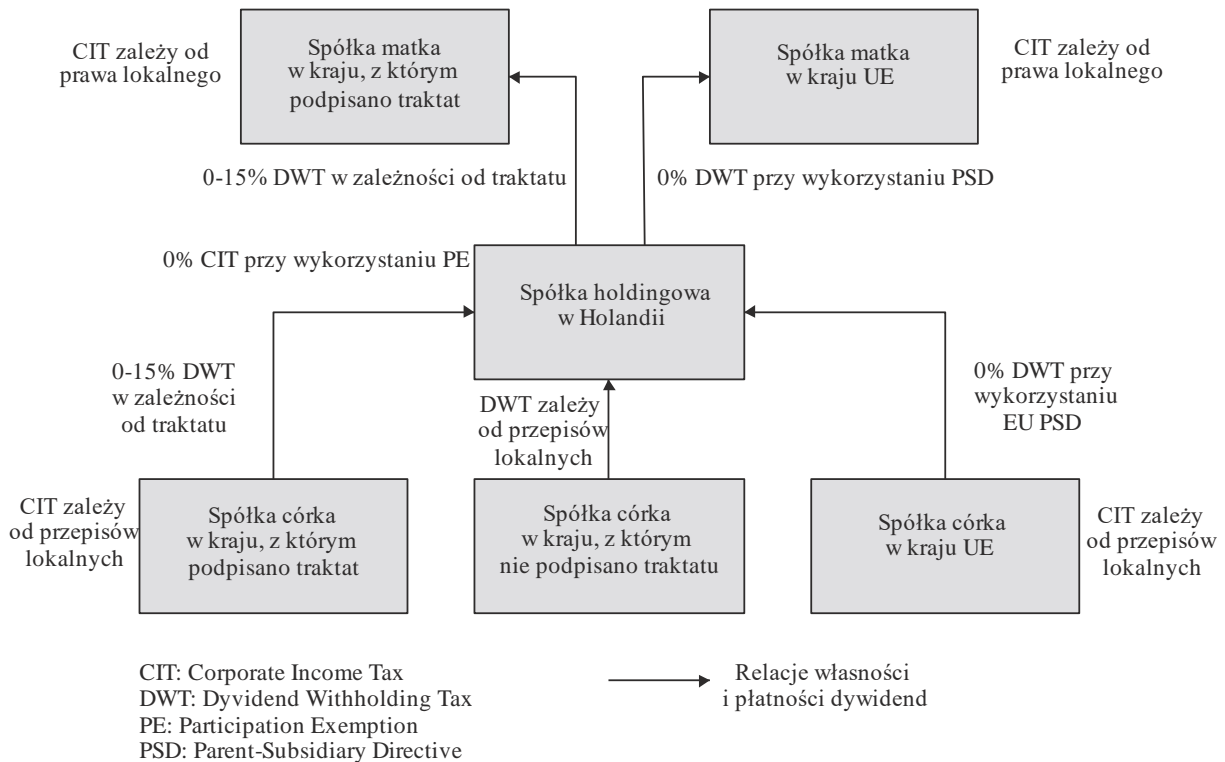 CIT zależy od
prawa lokalnego
Spółka matka
w kraju, z którym
podpisano traktat
Spółka matka
w kraju UE
CIT zależy od
prawa lokalnego
0-15% DWT w zależności od traktatu
0% DWT przy wykorzystaniu PSD
0% CIT przy wykorzystaniu PE
Spółka holdingowa
w Holandii
0-15% DWT
w zależności
od traktatu
DWT zależy
od przepisów
lokalnych
0% DWT przy
wykorzystaniu
EU PSD
CIT zależy
od przepisów
lokalnych
Spółka córka
w kraju, z którym
podpisano traktat
Spółka córka
w kraju, z którym
nie podpisano traktatu
Spółka córka
w kraju UE
CIT zależy
od przepisów
lokalnych
CIT: Corporate Income Tax
DWT: Dyvidend Withholding Tax
PE: Participation Exemption
PSD: Parent-Subsidiary Directive
Relacje własności
i płatności dywidend